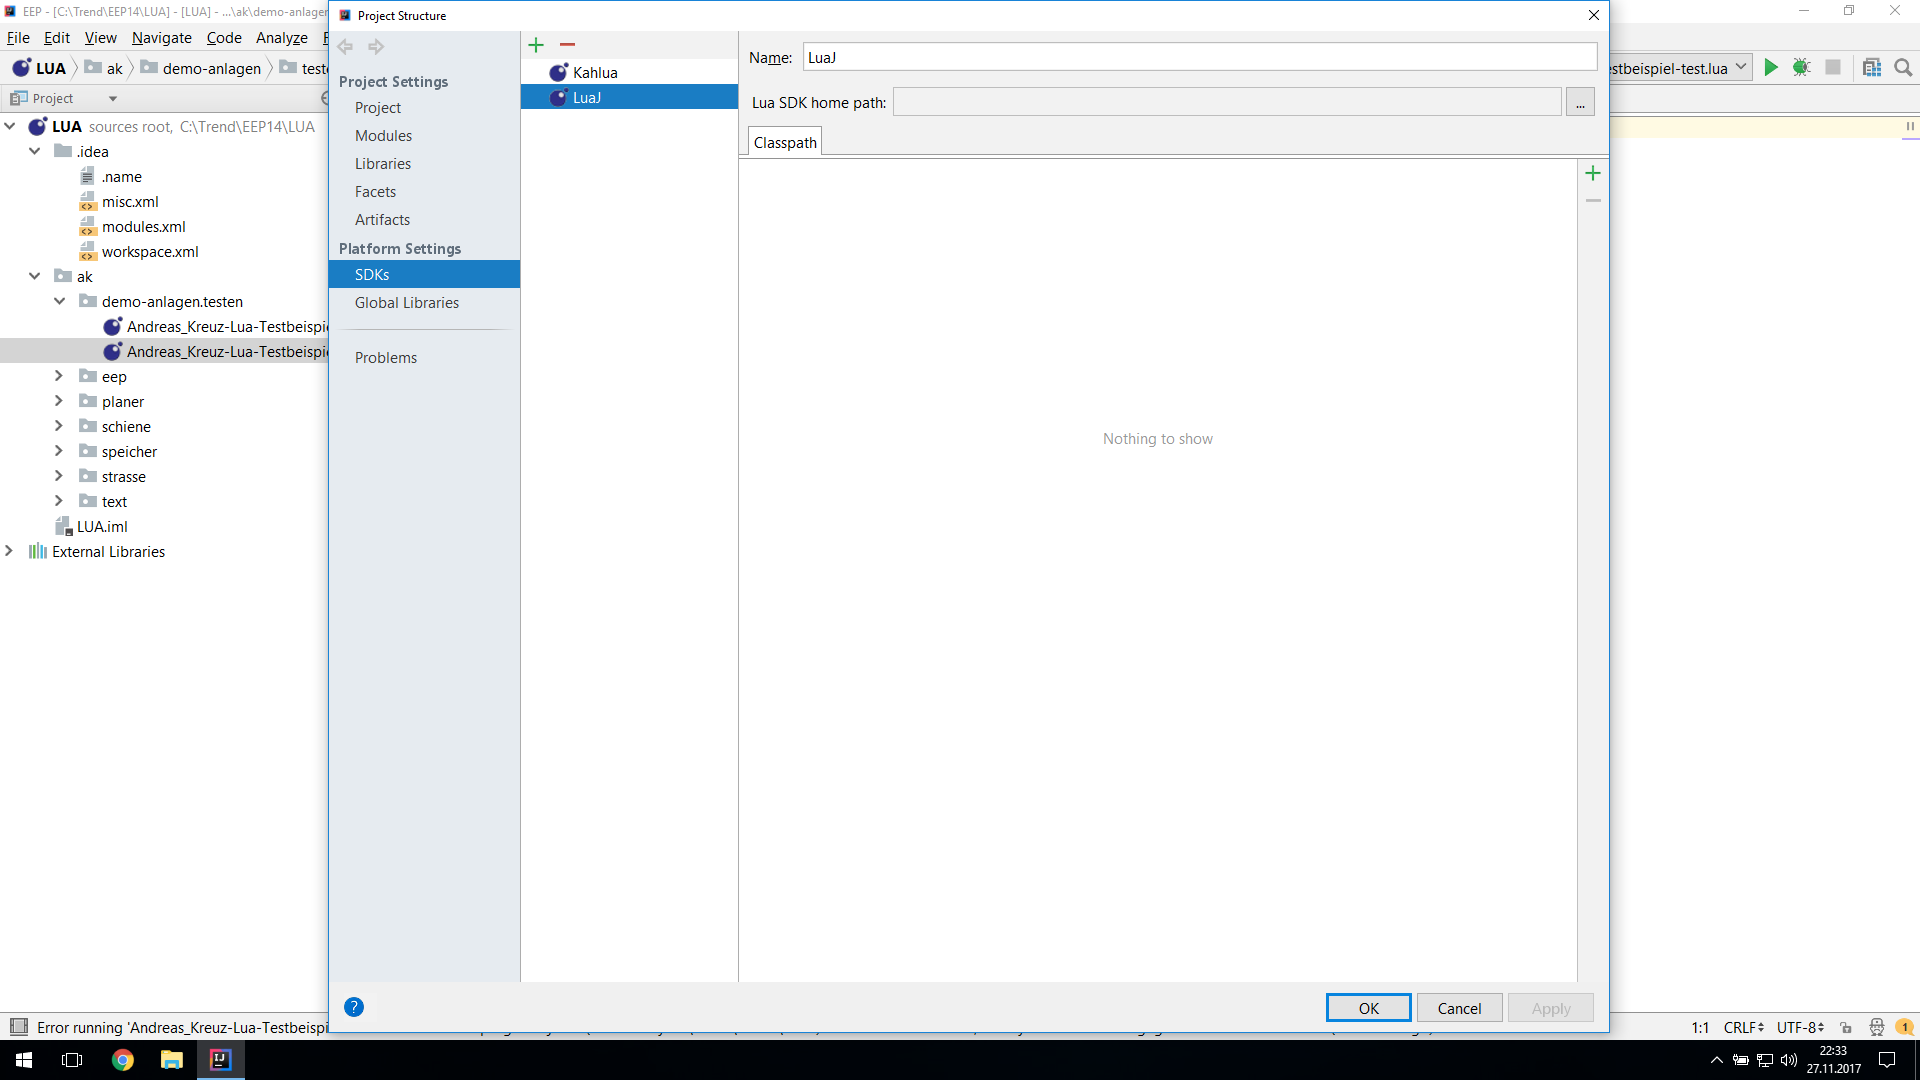 EEP - [C:\Trend\EEP14\LUA] - [LUA] - ...\ak\demo-anlagen
Project Structure
File Edit View Navigate Code Analyze
LUA ak demo-anlagen
stbeispiel-test.lua
Project
LUA sources root, C:\Trend\EEP14\LUA
.idea
.name
misc.xml
modules.xml
workspace.xml
ak
demo-anlagen.testen
Andreas_Kreuz-Lua-Testbeispi
Andreas_Kreuz-Lua-Testbeispi
eep
planer
schiene
speicher
strasse
text
LUA.iml
External Libraries
Project Settings
Project
Modules
Libraries
Facets
Artifacts
Platform Settings
SDKs
Global Libraries
Problems
Kahlua
LuaJ
Name: LuaJ
Lua SDK home path: ...
Classpath
Nothing to show
?
OK Cancel Apply
Error running 'Andreas_Kreuz-Lua-Testbeispi
1:1 CRLF UTF-8 1
22:33
27.11.2017